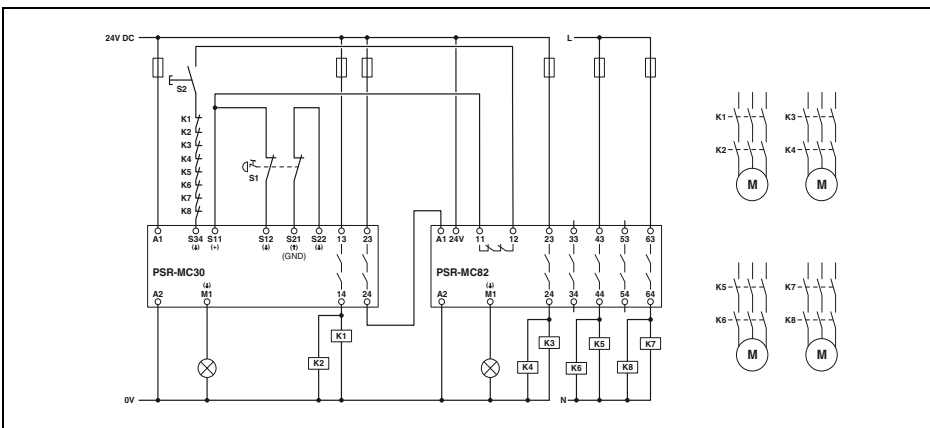 24V DC
L
S2
K1
K2
K3
K4
K5
K6
K7
K8
S1
K1
K2
M
K3
K4
M
A1
S34
(↓)
S11
(+)
S12
(↓)
S21
(↑)
(GND)
S22
(↓)
13
23
PSR-MC30
A2
(↓)
M1
14
24
A1
24V
11
12
23
33
43
53
63
PSR-MC82
A2
(↓)
M1
24
34
44
54
64
K5
K6
M
K7
K8
M
K1
K2
K3
K4
K5
K6
K7
K8
0V
N